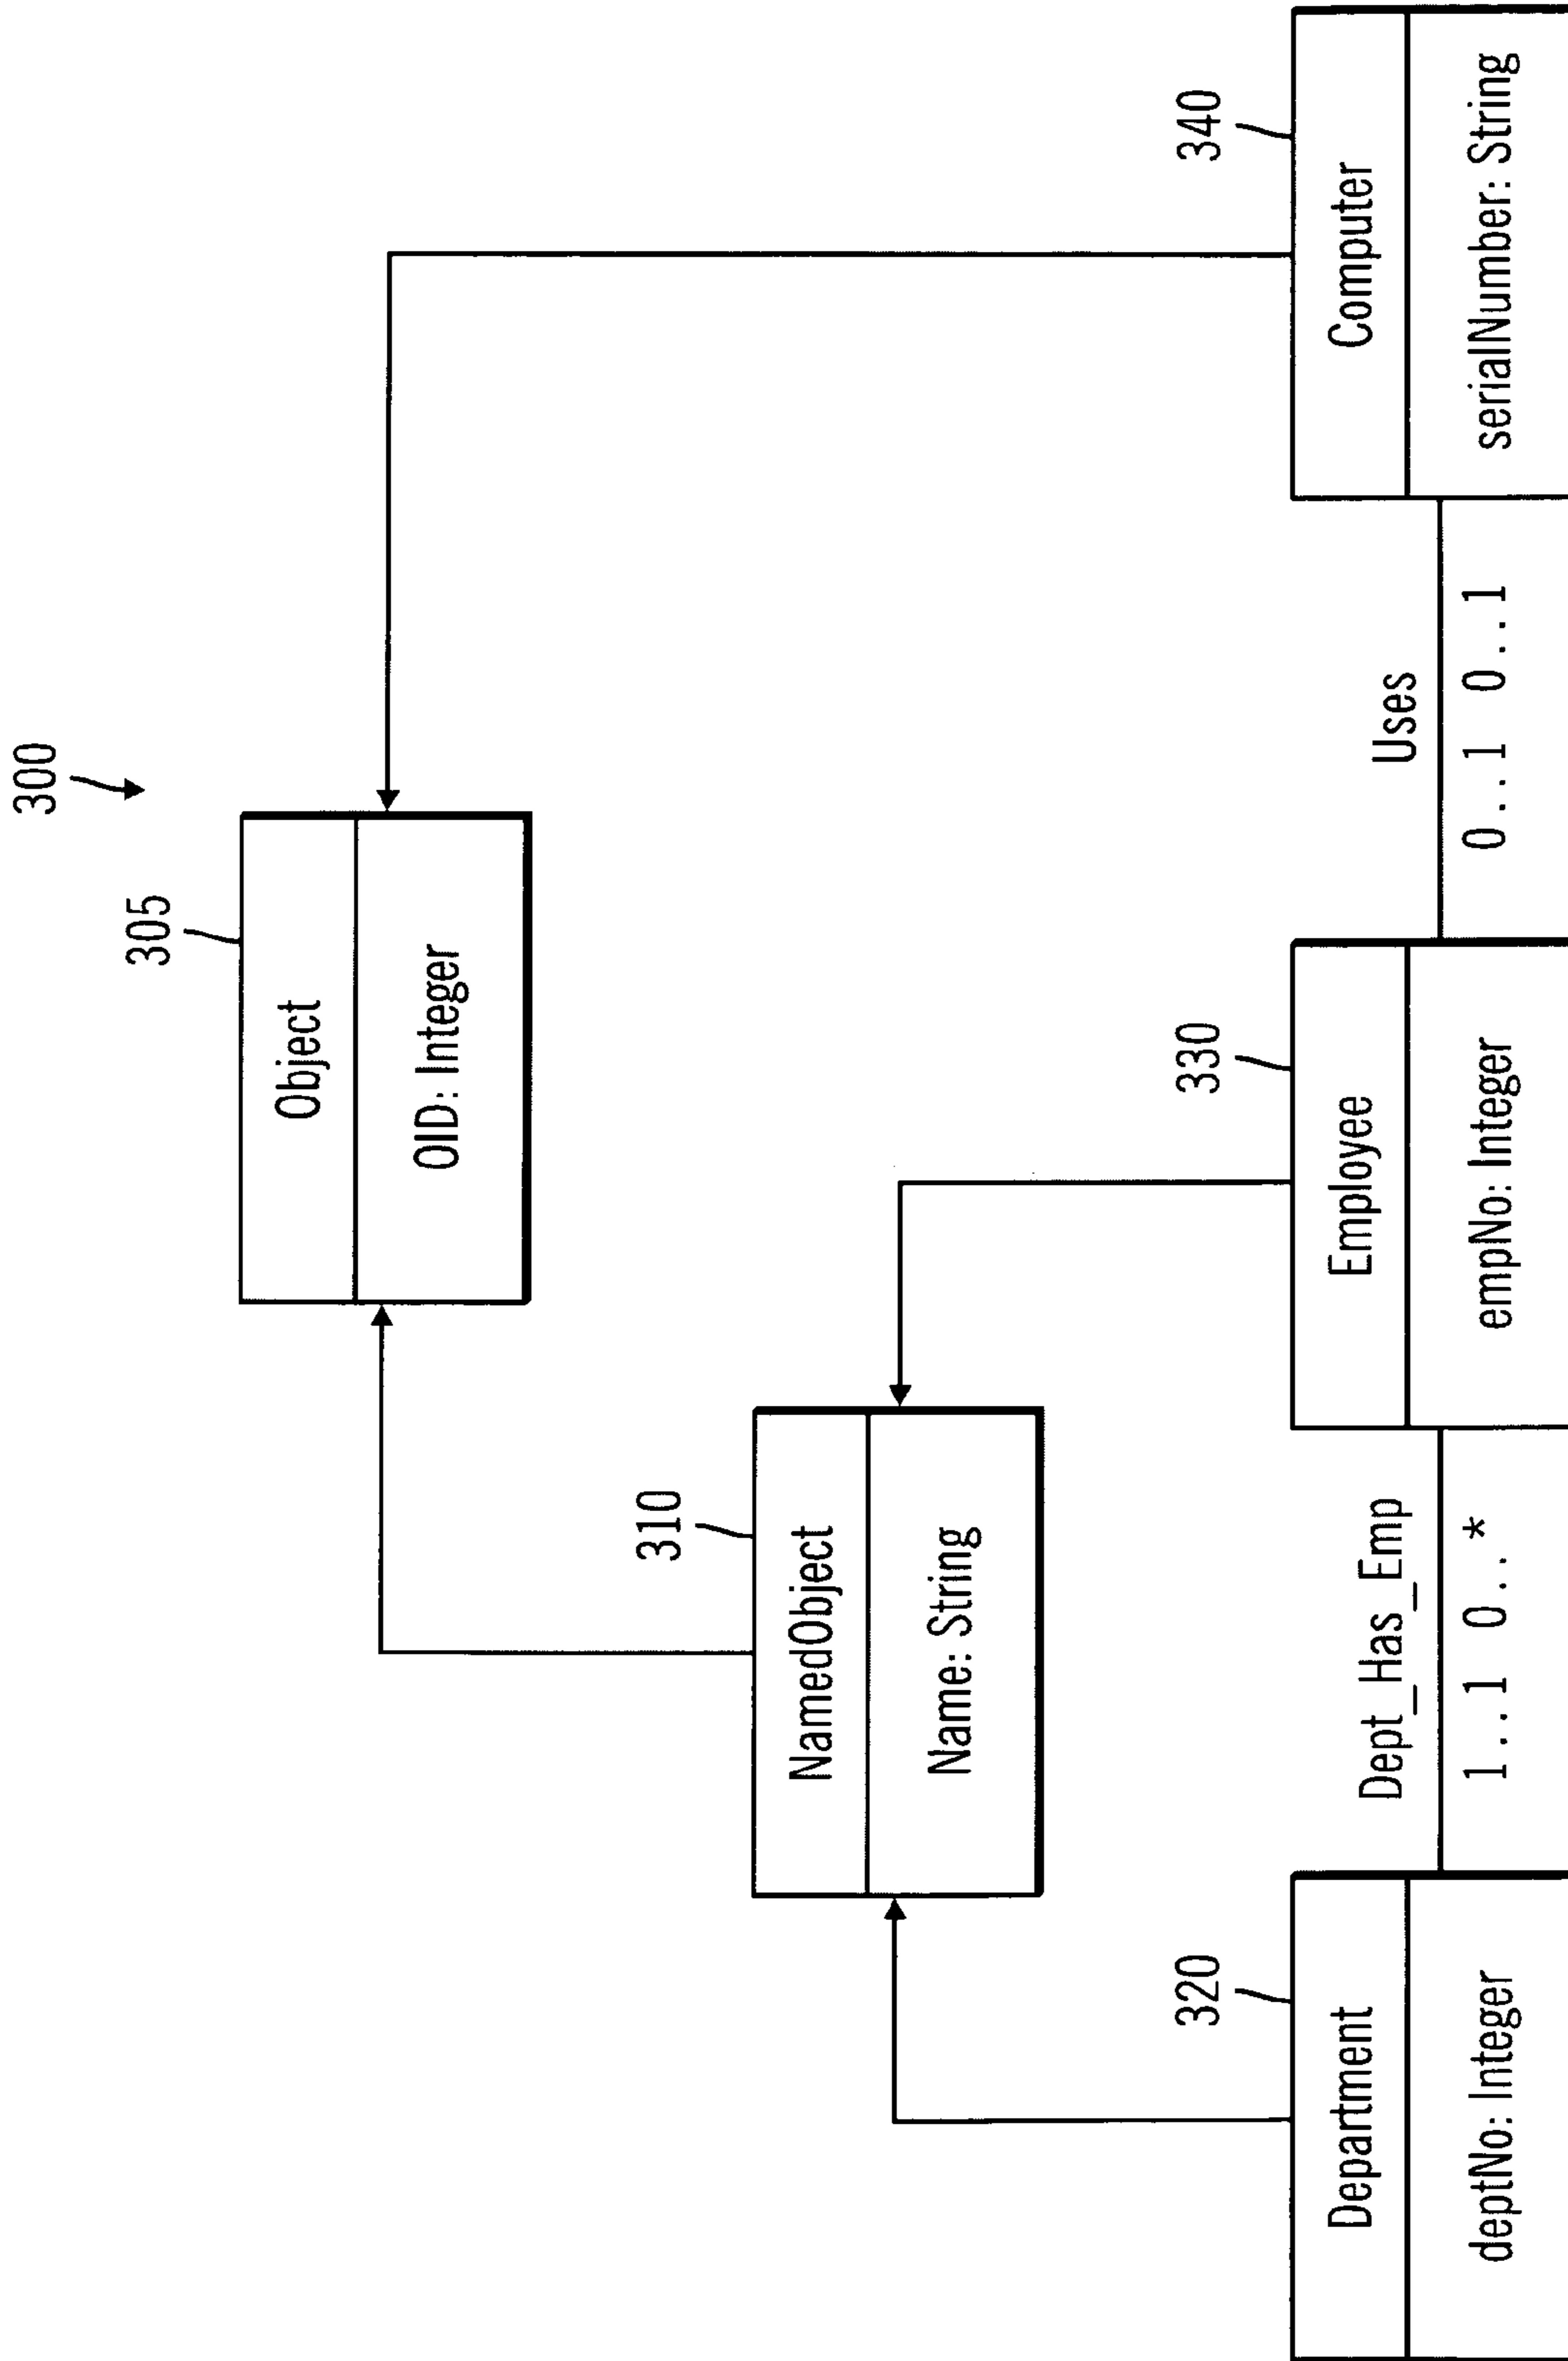 300
305
Object
OID: Integer
310
NamedObject
Name: String
320
Department
deptNo: Integer
Dept_Has_Emp
1...1 0..*
330
Employee
empNo: Integer
Uses
0...1 0...1
340
Computer
serialNumber: String